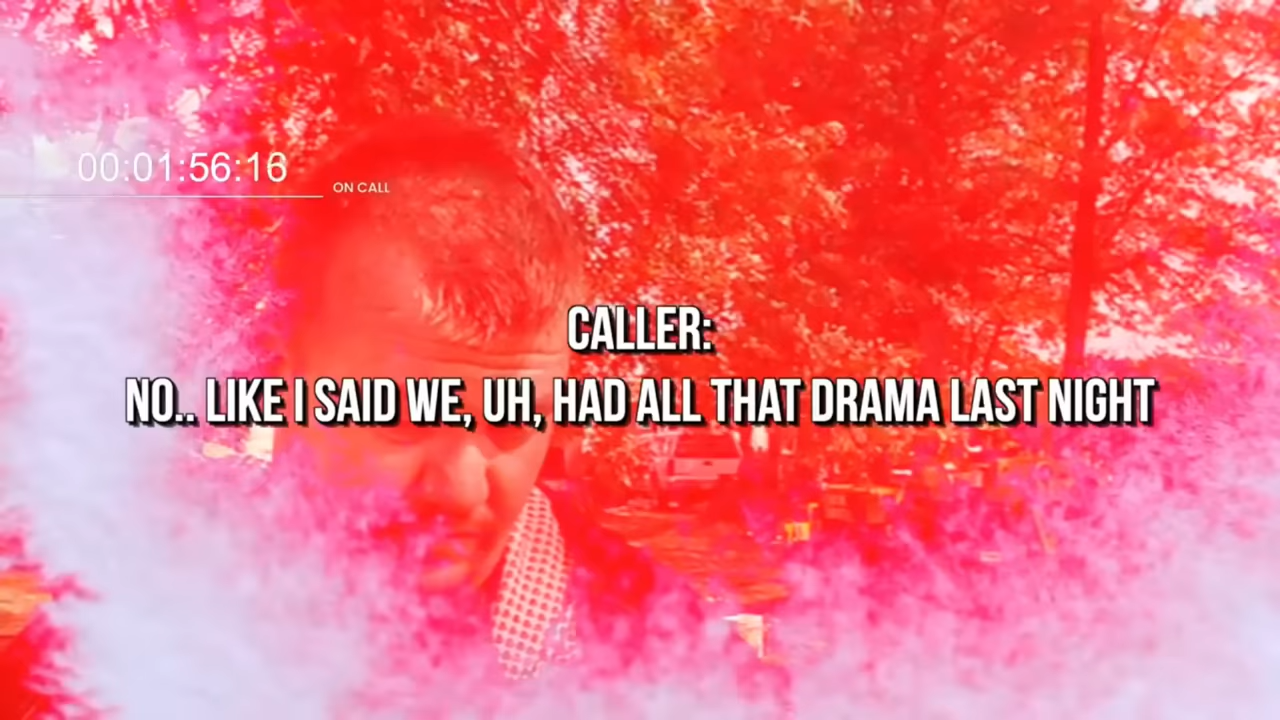 00:01:56:16
ON CALL
CALLER:
NO.. LIKE I SAID WE, UH, HAD ALL THAT DRAMA LAST NIGHT